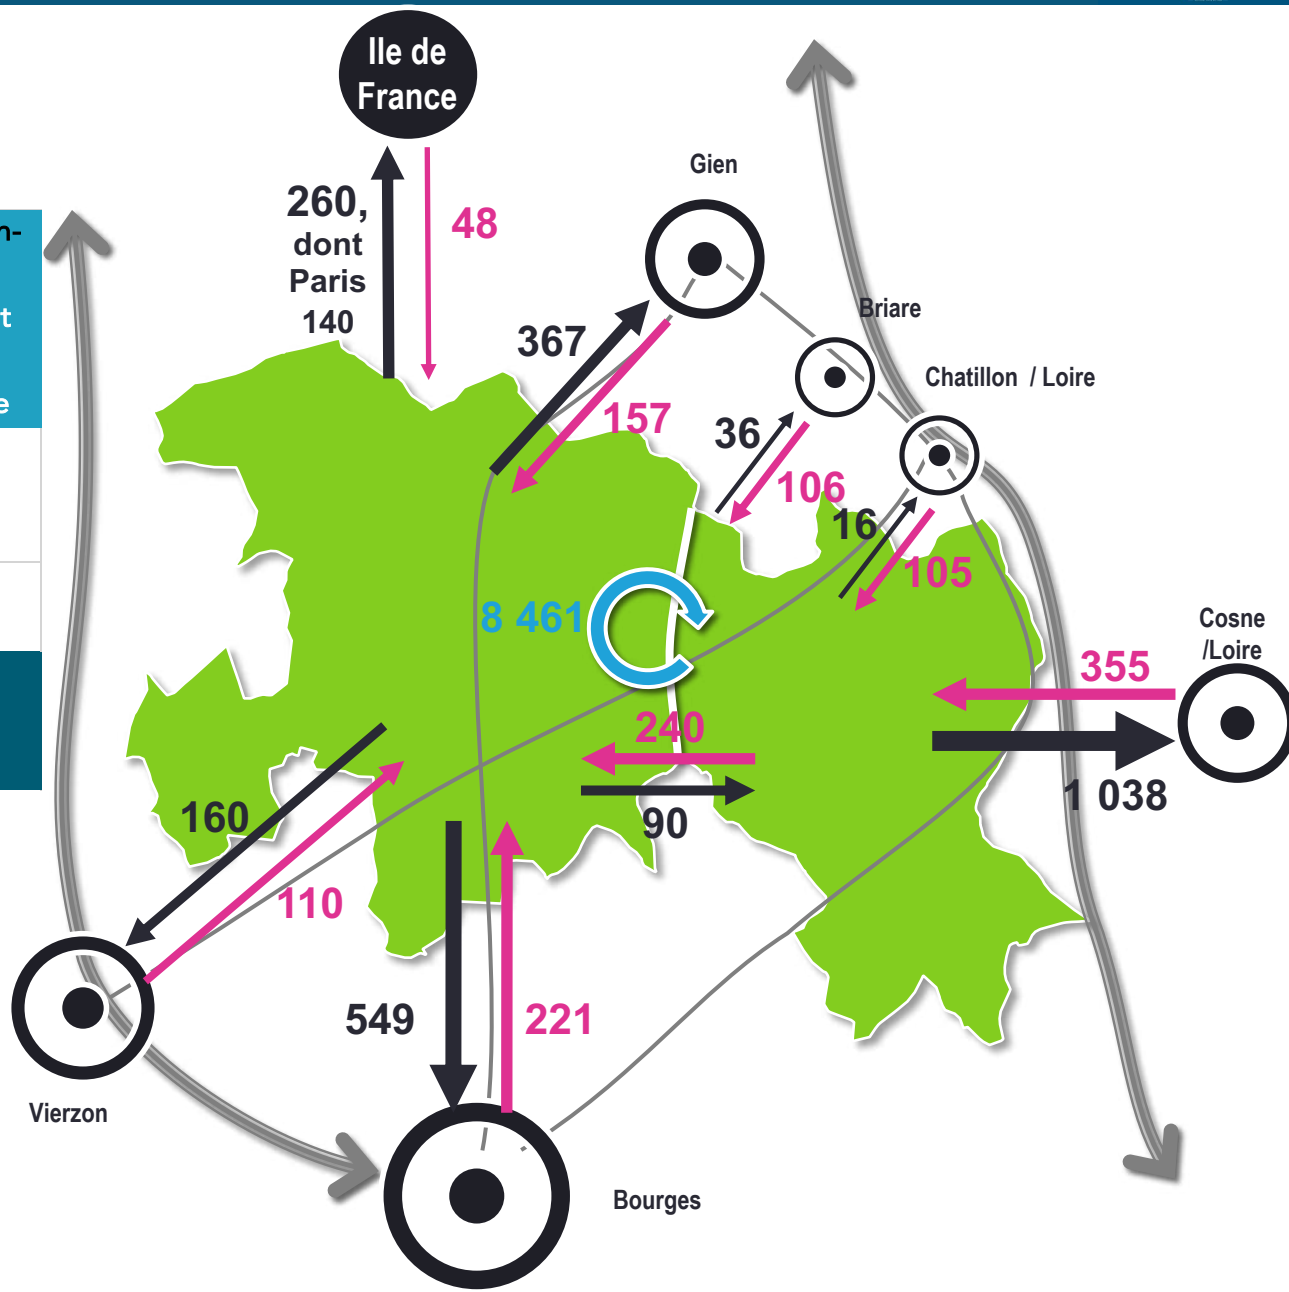 Ile de
France
260,
dont
Paris
140
48
Gien
n-
t
e
Briare
367
157
Chatillon / Loire
36
106
16
105
8 461
Cosne
/Loire
355
1 038
240
90
160
110
549
221
Vierzon
Bourges